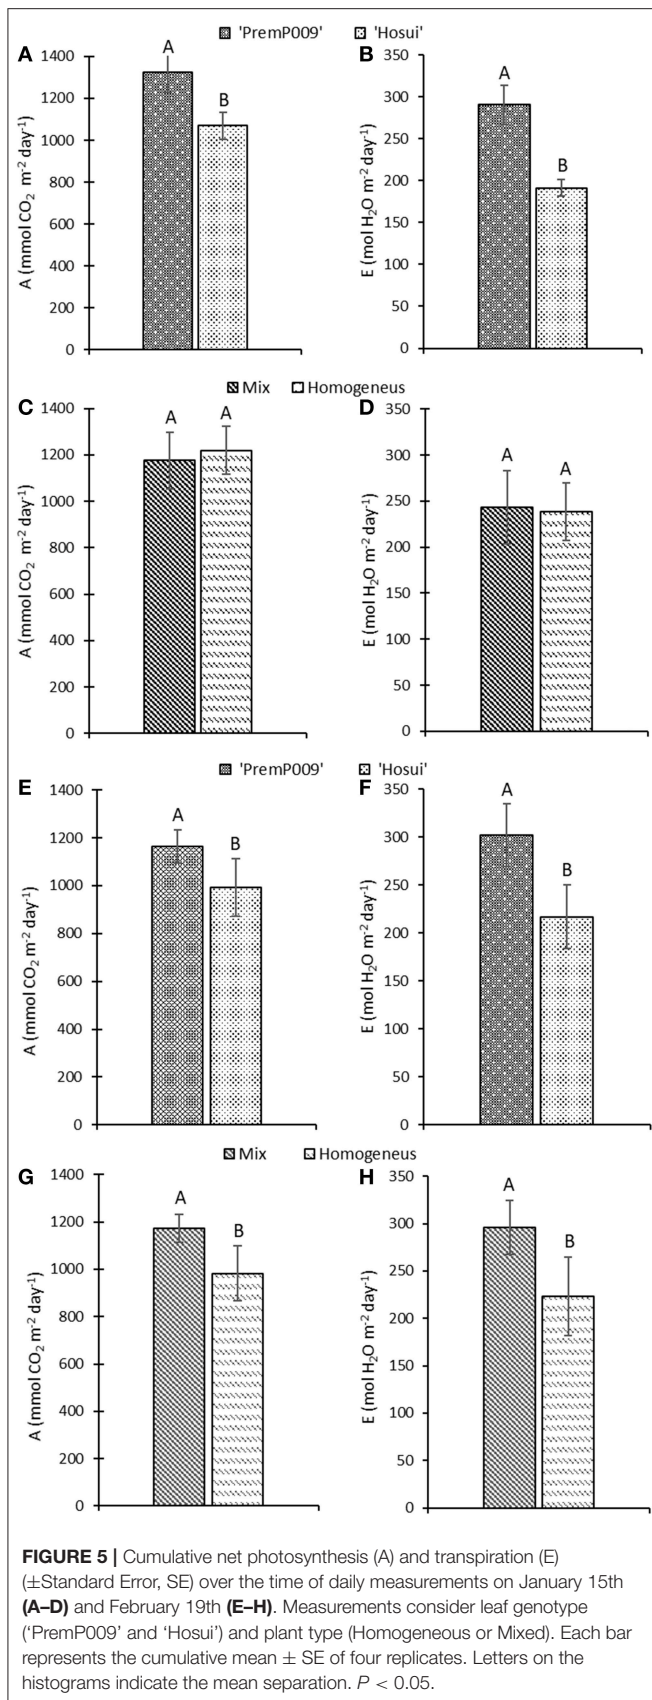 'PremP009' 'Hosui'
A B
1400
1200
1000
800
600
400
200
0
A (mmol CO₂ m⁻² day⁻¹)
A
B
350
300
250
200
150
100
50
0
E (mol H₂O m⁻² day⁻¹)
A
B
Mix Homogeneus
C D
1400
1200
1000
800
600
400
200
0
A (mmol CO₂ m⁻² day⁻¹)
A A
350
300
250
200
150
100
50
0
E (mol H₂O m⁻² day⁻¹)
A A
'PremP009' 'Hosui'
E F
1400
1200
1000
800
600
400
200
0
A (mmol CO₂ m⁻² day⁻¹)
A
B
350
300
250
200
150
100
50
0
E (mol H₂O m⁻² day⁻¹)
A
B
Mix Homogeneus
G H
1400
1200
1000
800
600
400
200
0
A (mmol CO₂ m⁻² day⁻¹)
A
B
350
300
250
200
150
100
50
0
E (mol H₂O m⁻² day⁻¹)
A
B
FIGURE 5 | Cumulative net photosynthesis (A) and transpiration (E)
(±Standard Error, SE) over the time of daily measurements on January 15th
(A–D) and February 19th (E–H). Measurements consider leaf genotype
('PremP009' and 'Hosui') and plant type (Homogeneous or Mixed). Each bar
represents the cumulative mean ± SE of four replicates. Letters on the
histograms indicate the mean separation. P < 0.05.